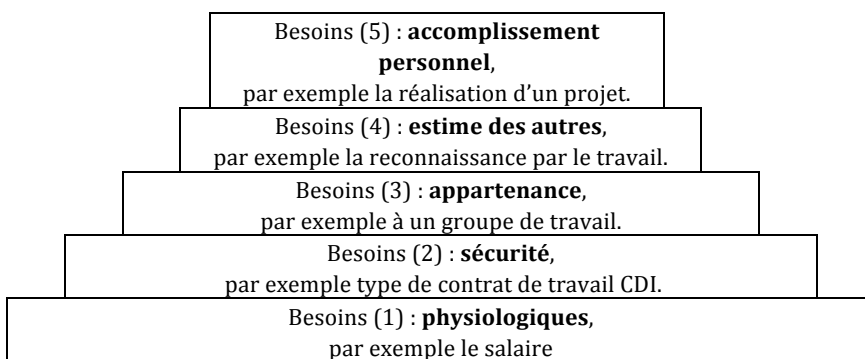 Besoins (5) : accomplissement
personnel,
par exemple la réalisation d'un projet.
Besoins (4) : estime des autres,
par exemple la reconnaissance par le travail.
Besoins (3) : appartenance,
par exemple à un groupe de travail.
Besoins (2) : sécurité,
par exemple type de contrat de travail CDI.
Besoins (1) : physiologiques,
par exemple le salaire